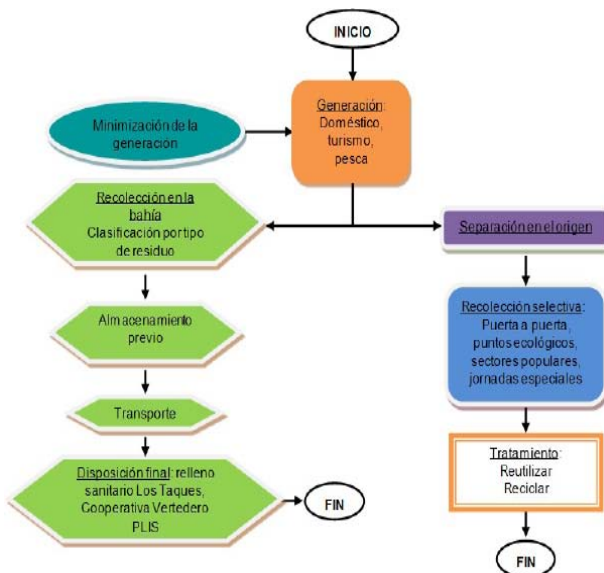 INICIO
Generación:
Doméstico,
turismo,
pesca
Minimización de la
generación
Recolección en la
bahía
Clasificación por tipo
de residuo
Separación en el origen
Almacenamiento
previo
Recolección selectiva:
Puerta a puerta,
puntos ecológicos,
sectores populares,
jornadas especiales
Transporte
Disposición final: relleno
sanitario Los Taques,
Cooperativa Vertedero
PLIS
FIN
Tratamiento:
Reutilizar
Reciclar
FIN